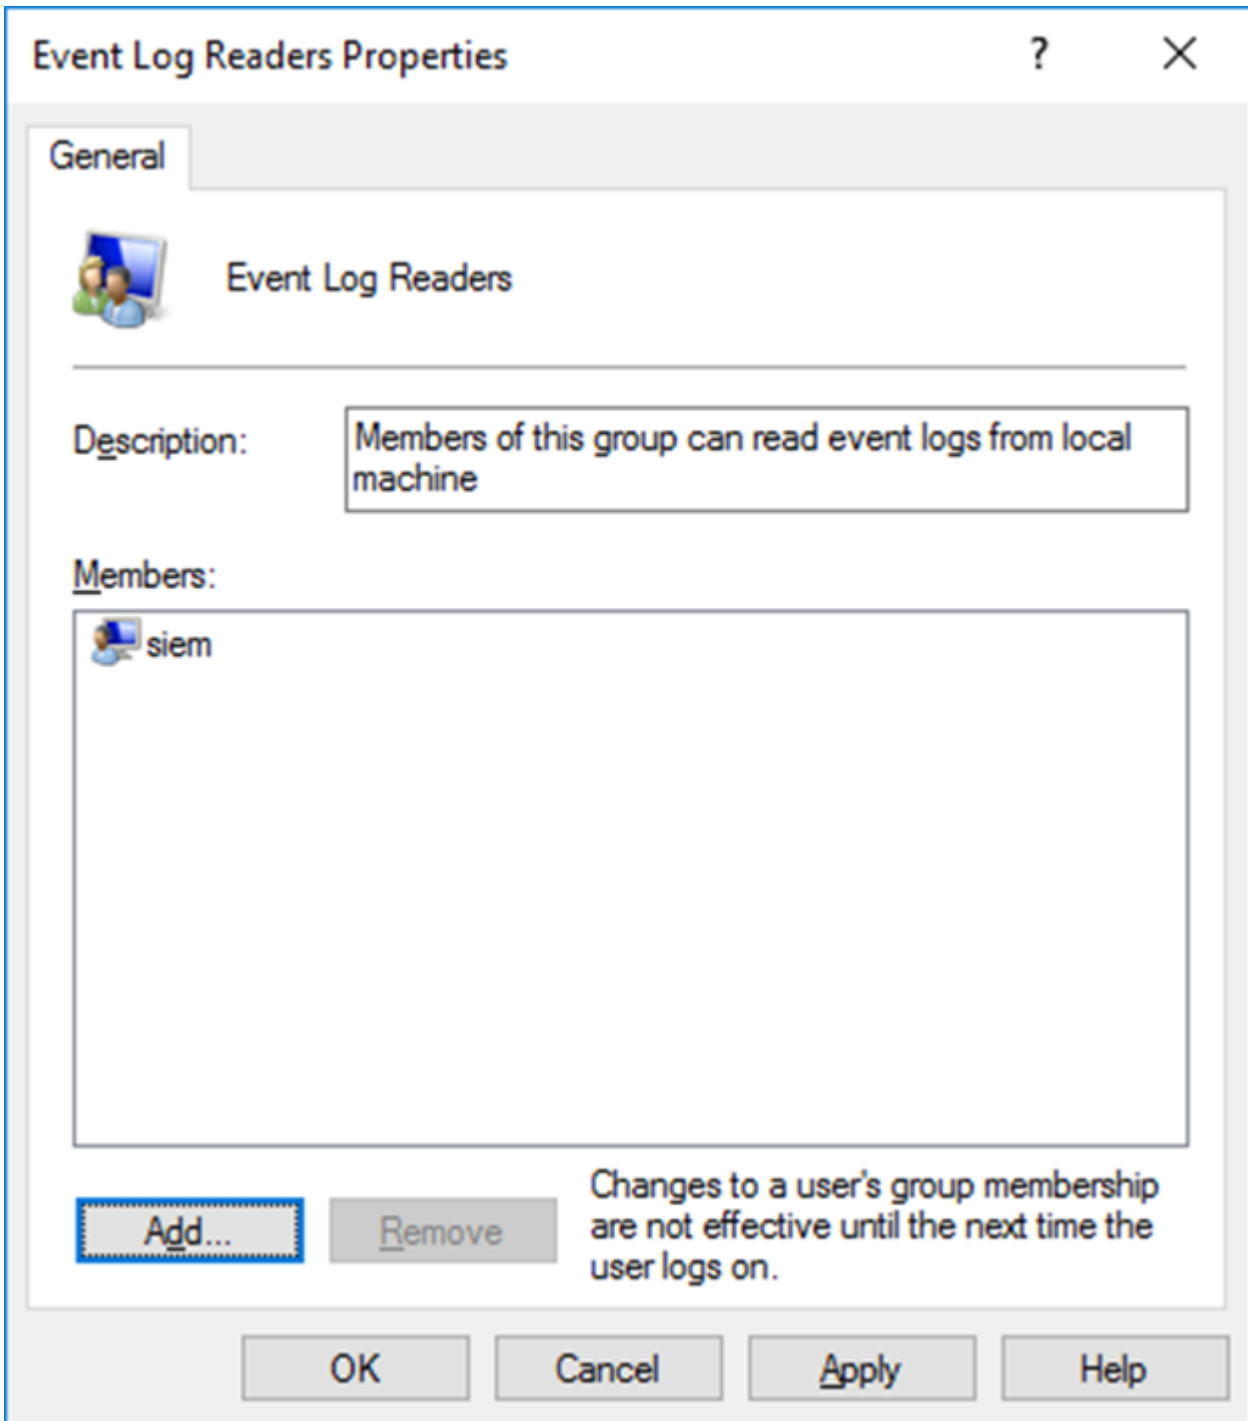 Event Log Readers Properties ?
General
Event Log Readers
Description:
Members of this group can read event logs from local
machine
Members:
siem
Add...
Remove
Changes to a user's group membership
are not effective until the next time the
user logs on.
OK
Cancel
Apply
Help